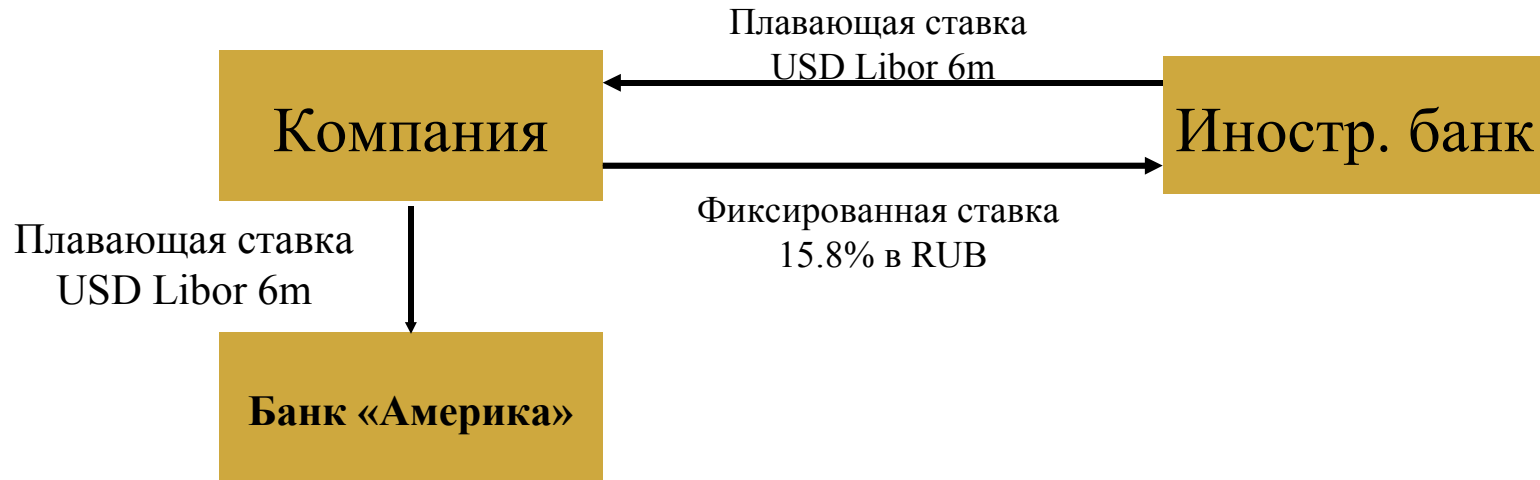 Плавающая ставка
USD Libor 6m
Компания
Иностр. банк
Фиксированная ставка
15.8% в RUB
Плавающая ставка
USD Libor 6m
Банк «Америка»